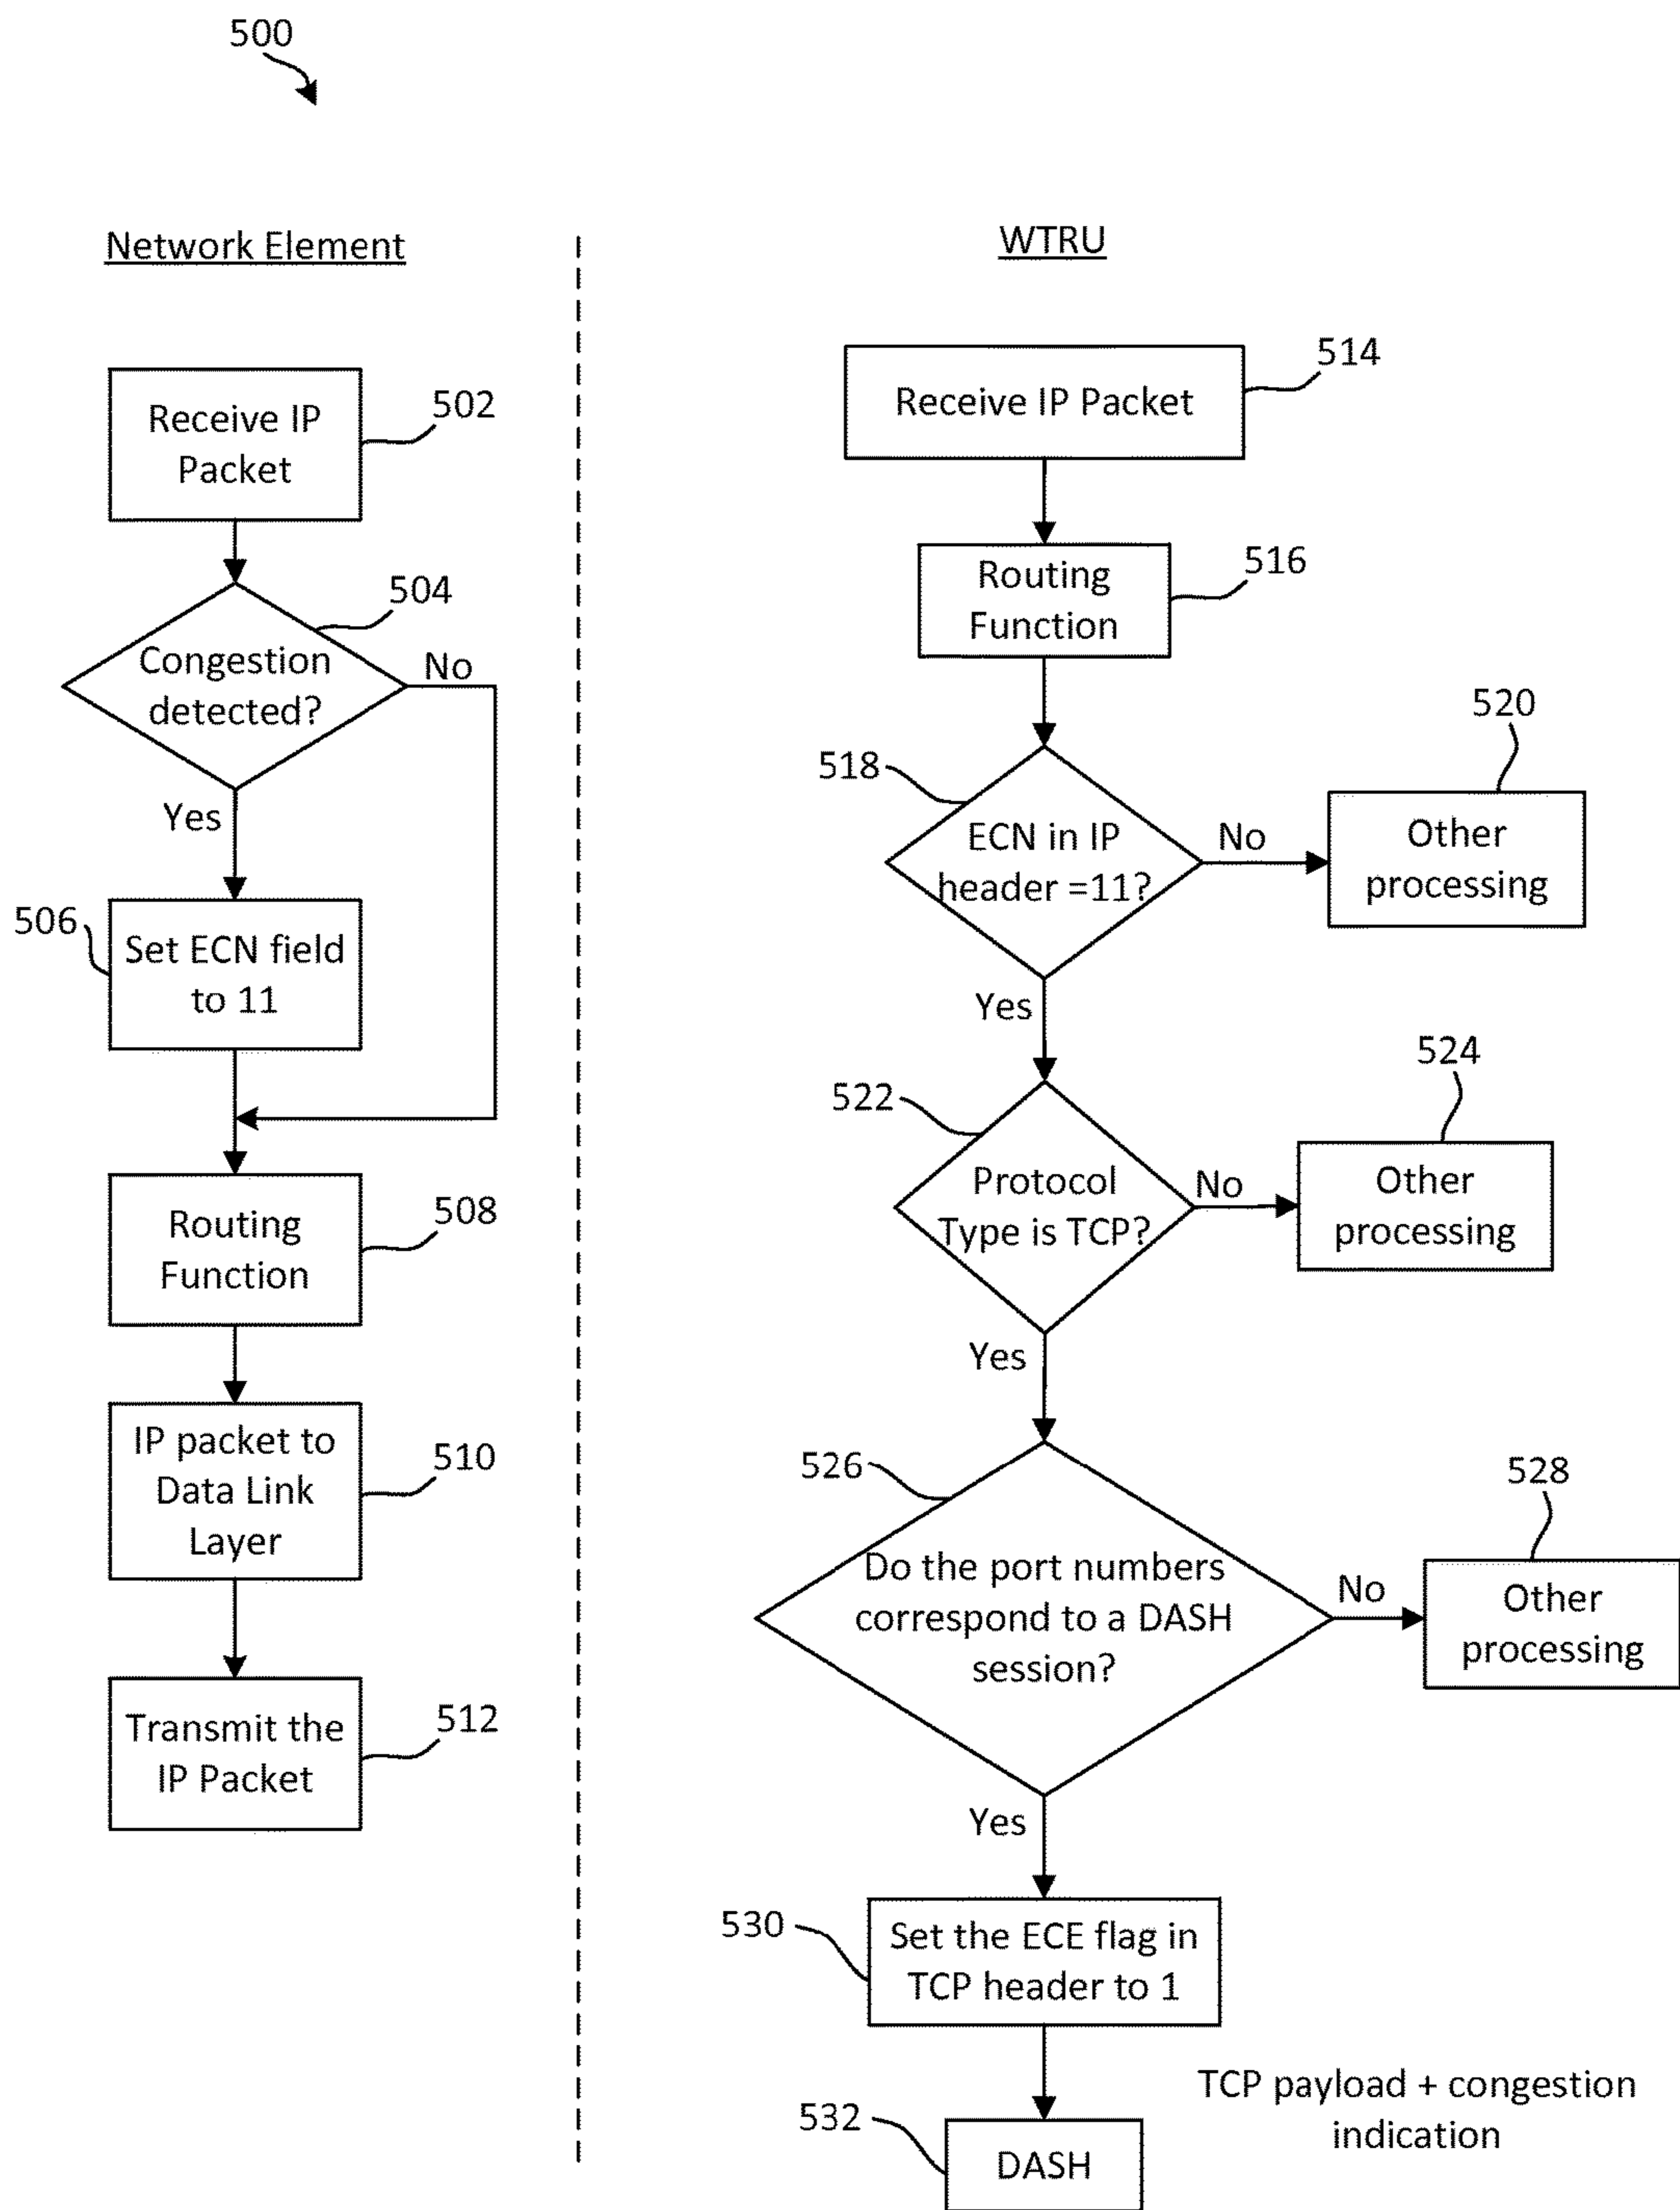 500
Network Element
Receive IP
Packet
502
504
Congestion
detected?
No
Yes
506
Set ECN field
to 11
Routing
Function
508
IP packet to
Data Link
Layer
510
Transmit the
IP Packet
512
WTRU
514
Receive IP Packet
Routing
Function
516
518
ECN in IP
header =11?
No
520
Other
processing
Yes
522
Protocol
Type is TCP?
No
524
Other
processing
Yes
526
Do the port numbers
correspond to a DASH
session?
No
528
Other
processing
Yes
530
Set the ECE flag in
TCP header to 1
TCP payload + congestion
indication
532
DASH